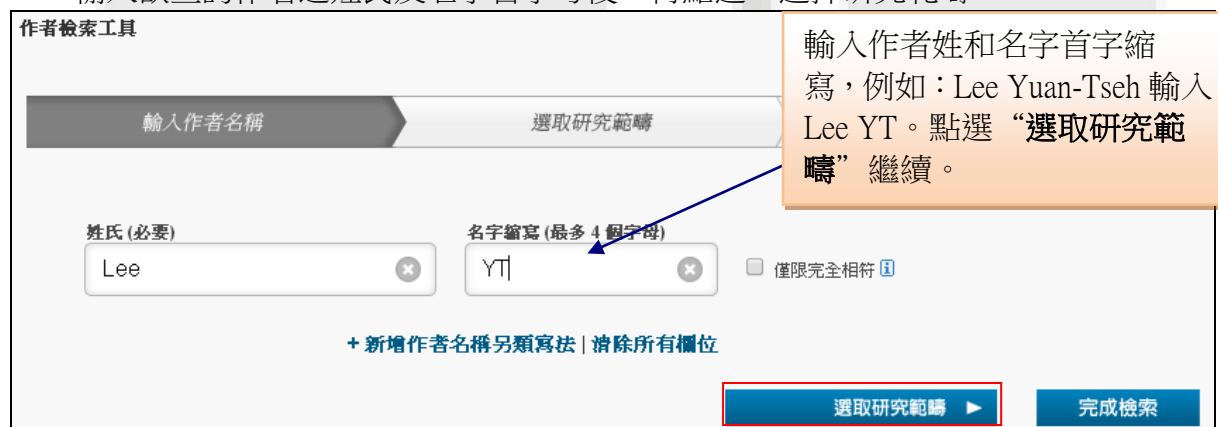 作者檢索工具
輸入作者姓和名字首字縮
寫，例如：Lee Yuan-Tseh 輸入
Lee YT。點選“選取研究範
疇”繼續。
輸入作者名稱
選取研究範疇
姓氏 (必要)
名字縮寫 (最多 4 個字母)
Lee
YT
僅限完全相符
+ 新增作者名稱另類寫法 | 清除所有欄位
選取研究範疇
完成檢索